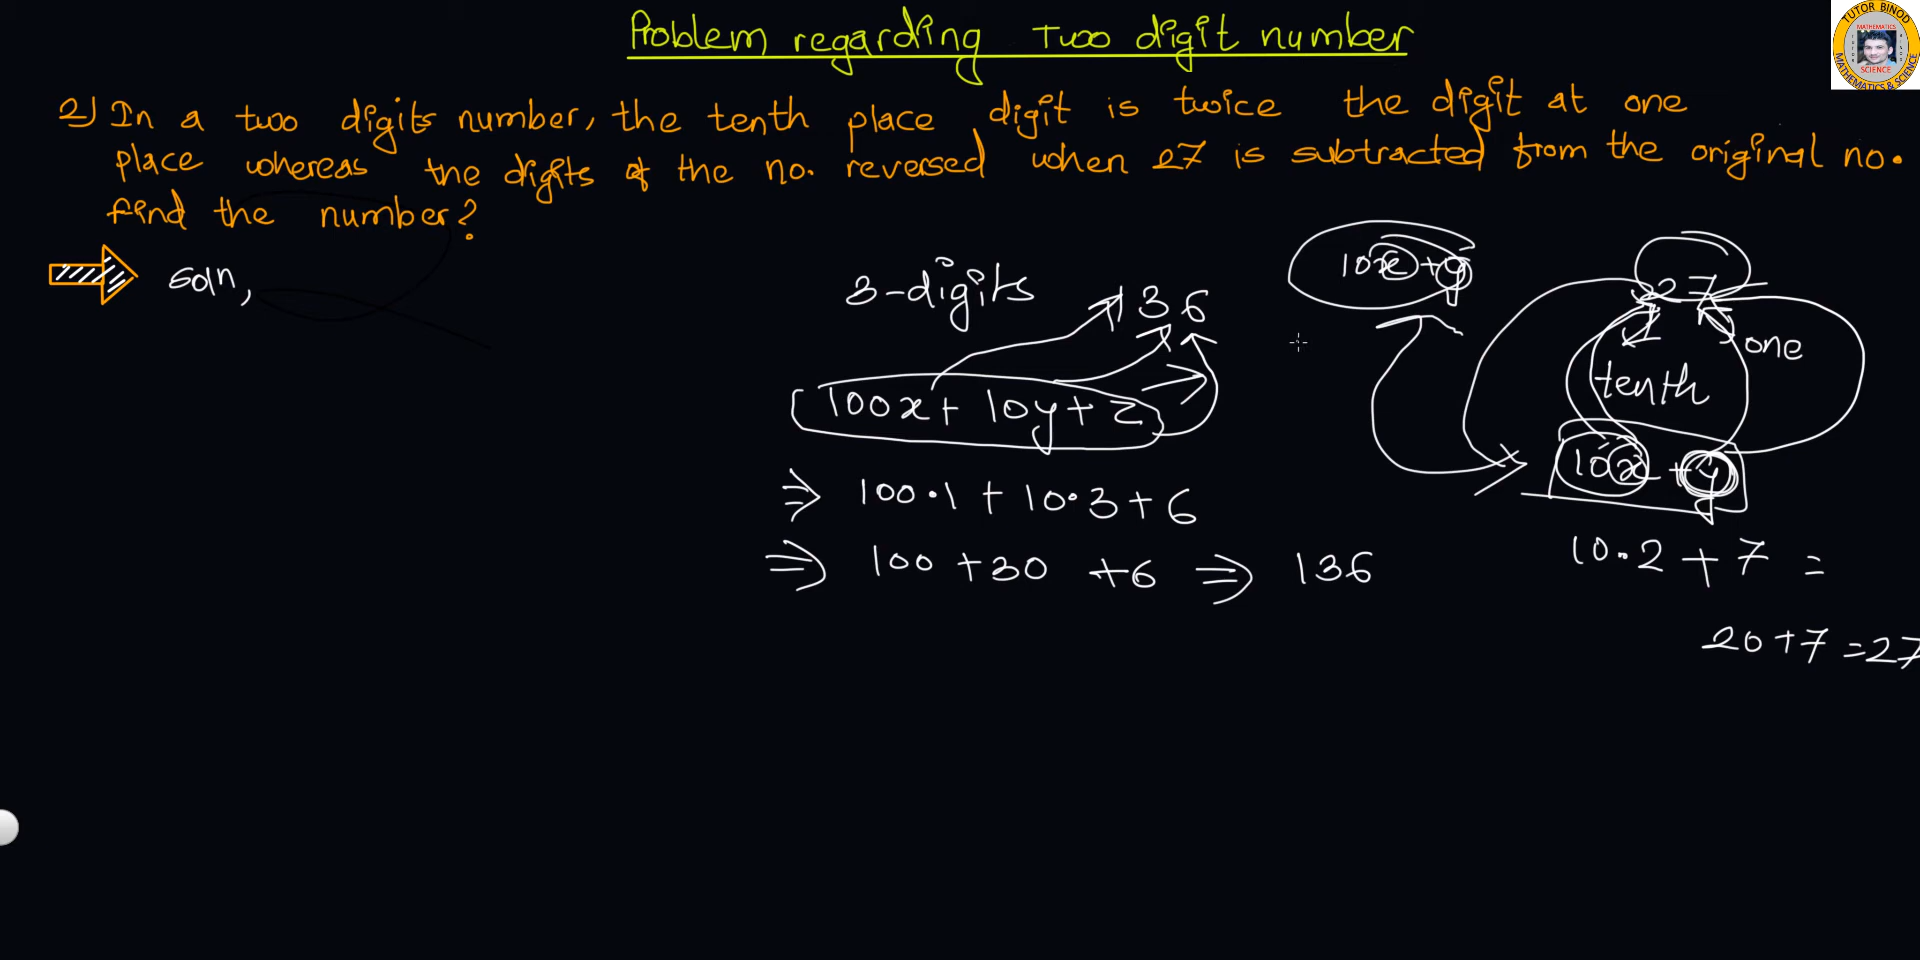 Problem regarding Two digit number
TUTOR BINOD
MATHEMATICS
SCIENCE
MATHEMATICS & SCIENCE
2) In a two digits number, the tenth place digit is twice the digit at one
place whereas the digits of the no. reversed when 27 is subtracted from the original no.
find the number?
soln,
3-digits
136
100x + 10y + z
⇒ 100·1 + 10·3 + 6
⇒ 100 + 30 + 6 ⇒ 136
10x + y
27
one
tenth
10x + y
10·2 + 7 =
20 + 7 = 27